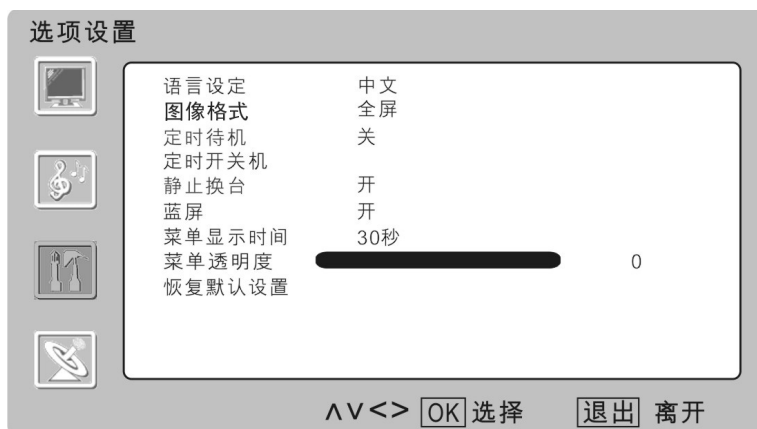 选项设置
语言设定 中文
图像格式 全屏
定时待机 关
定时开关机
静止换台 开
蓝屏 开
菜单显示时间 30秒
菜单透明度 0
恢复默认设置
∧∨<> OK 选择 退出 离开